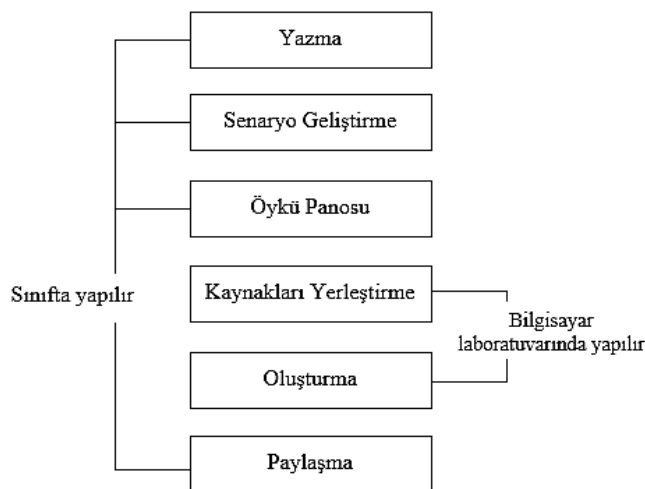 Yazma
Senaryo Geliştirme
Öykü Panosu
Sınıfta yapılır
Kaynakları Yerleştirme
Bilgisayar
laboratuvarında yapılır
Oluşturma
Paylaşma